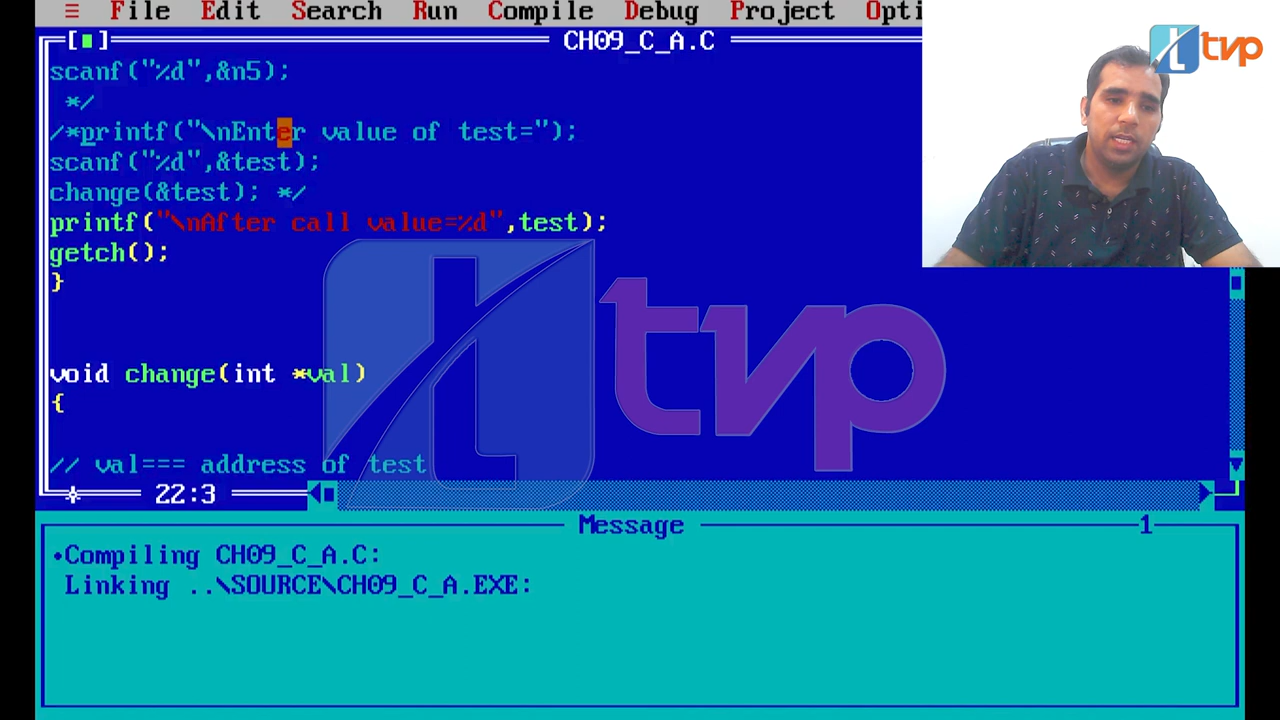 ≡ File Edit Search Run Compile Debug Project Opti
[■] CH09_C_A.C
scanf("%d",&n5);
*/
/*printf("\nEnter value of test=");
scanf("%d",&test);
change(&test); */
printf("\nAfter call value=%d",test);
getch();
}
void change(int *val)
{
// val=== address of test
22:3
Message 1
•Compiling CH09_C_A.C:
Linking ..\SOURCE\CH09_C_A.EXE:
tvp
tvp